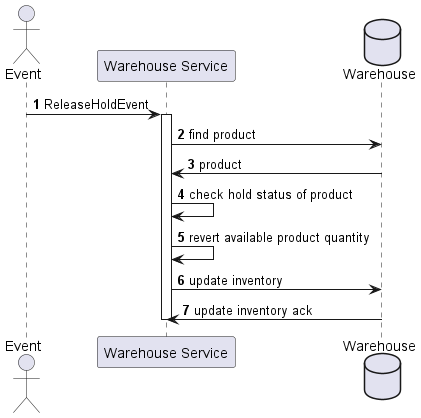 Event
Warehouse Service
Warehouse
1 ReleaseHoldEvent
2 find product
3 product
4 check hold status of product
5 revert available product quantity
6 update inventory
7 update inventory ack
Event
Warehouse Service
Warehouse